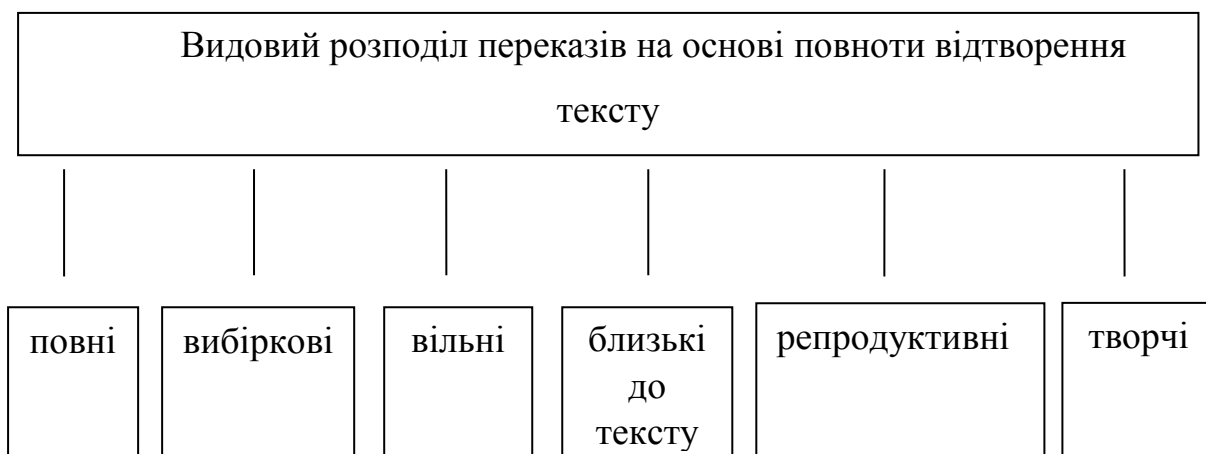 Видовий розподіл переказів на основі повноти відтворення
тексту
повні
вибіркові
вільні
близькі
до
тексту
репродуктивні
творчі